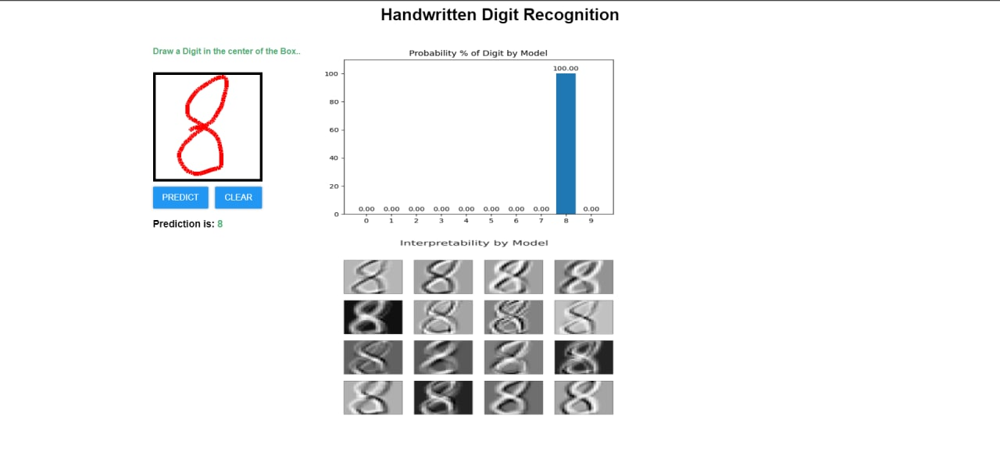 Handwritten Digit Recognition
Draw a Digit in the center of the Box..
8
PREDICT CLEAR
Prediction is: 8
Probability % of Digit by Model
100.00
100
80
60
40
20
0
0.00 0.00 0.00 0.00 0.00 0.00 0.00 0.00 0.00
0 1 2 3 4 5 6 7 8 9
Interpretability by Model